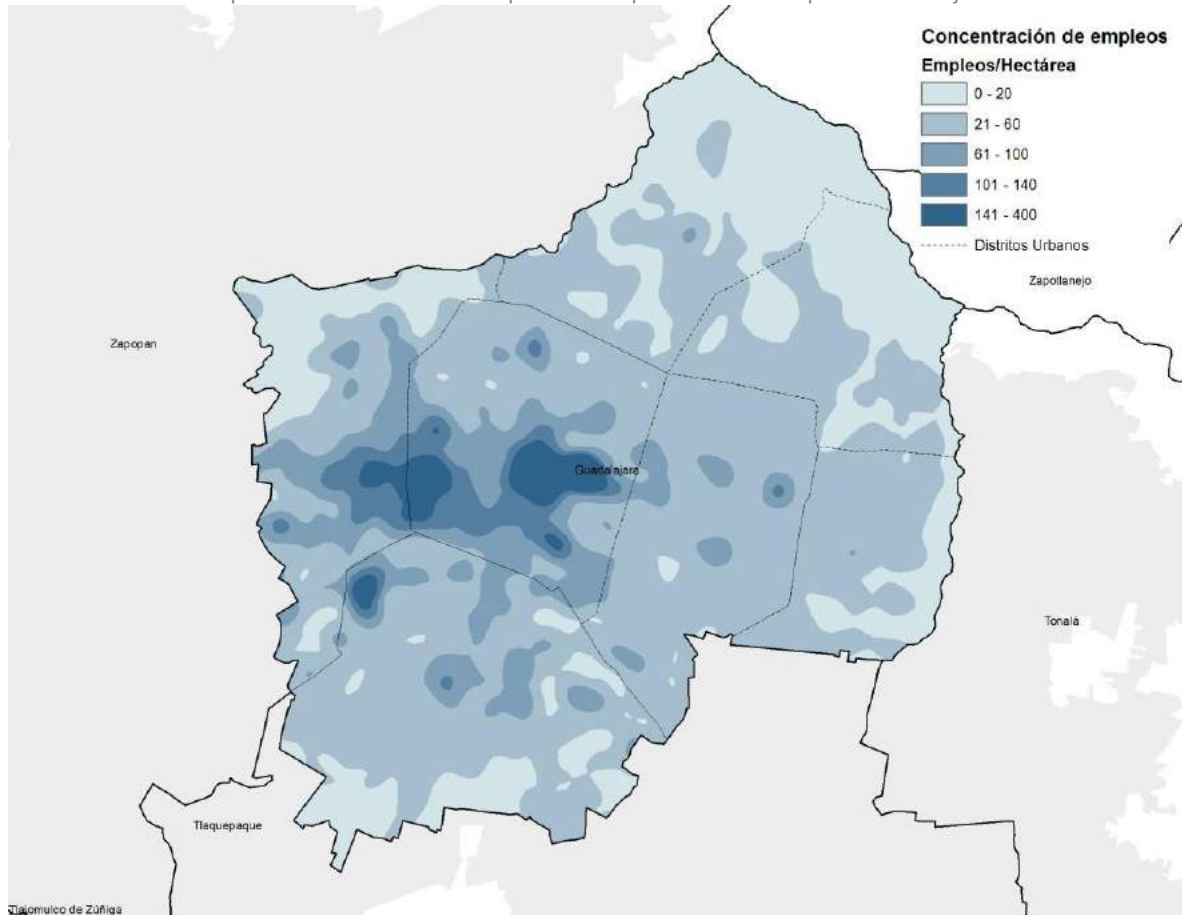 Concentración de empleos
Empleos/Hectárea
0 - 20
21 - 60
61 - 100
101 - 140
141 - 400
Distritos Urbanos
Zapotlanejo
Zapopan
Guadalajara
Tonalá
Tlaquepaque
Tlajomulco de Zúñiga